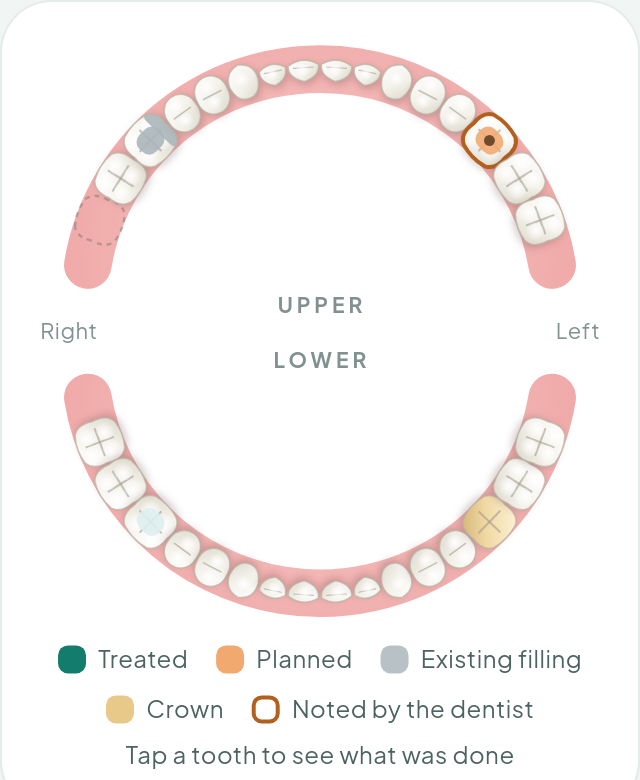 UPPER
Right
Left
LOWER
Treated
Planned
Existing filling
Crown
Noted by the dentist
Tap a tooth to see what was done